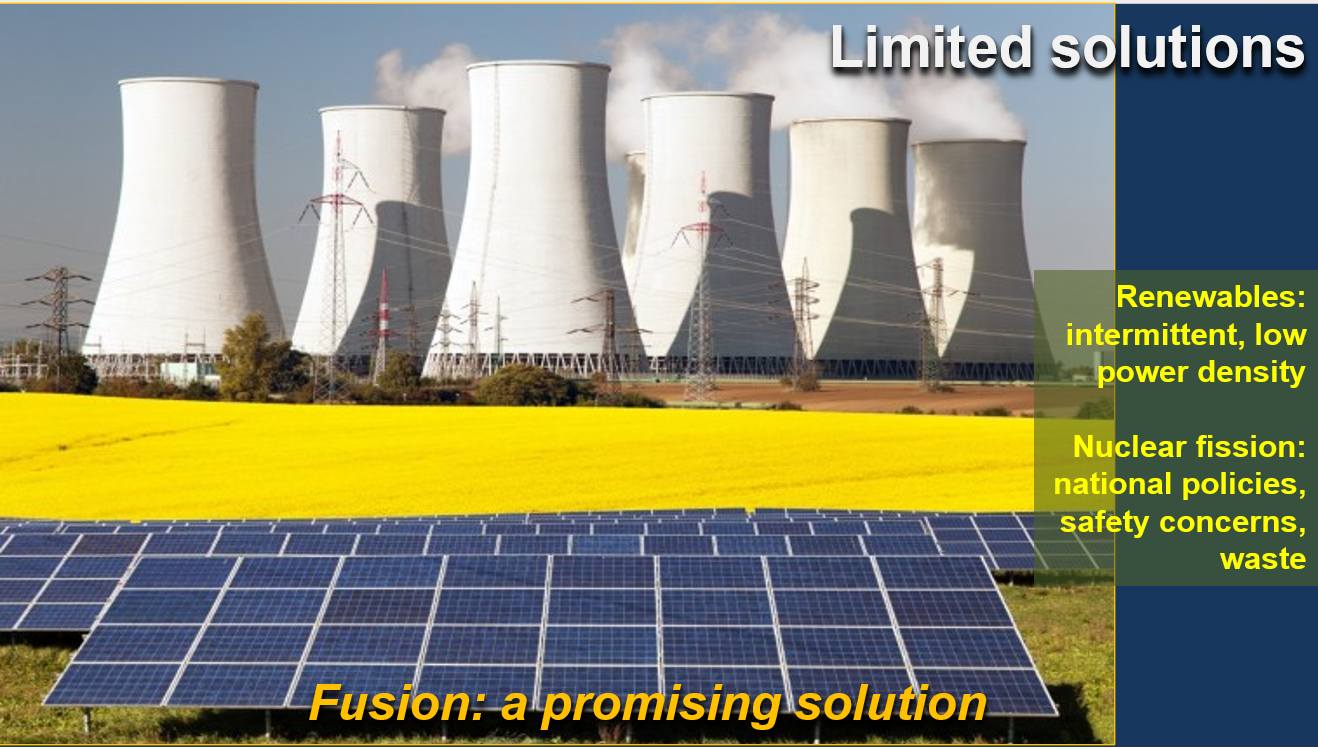 Limited solutions
Renewables:
intermittent, low
power density
Nuclear fission:
national policies,
safety concerns,
waste
Fusion: a promising solution